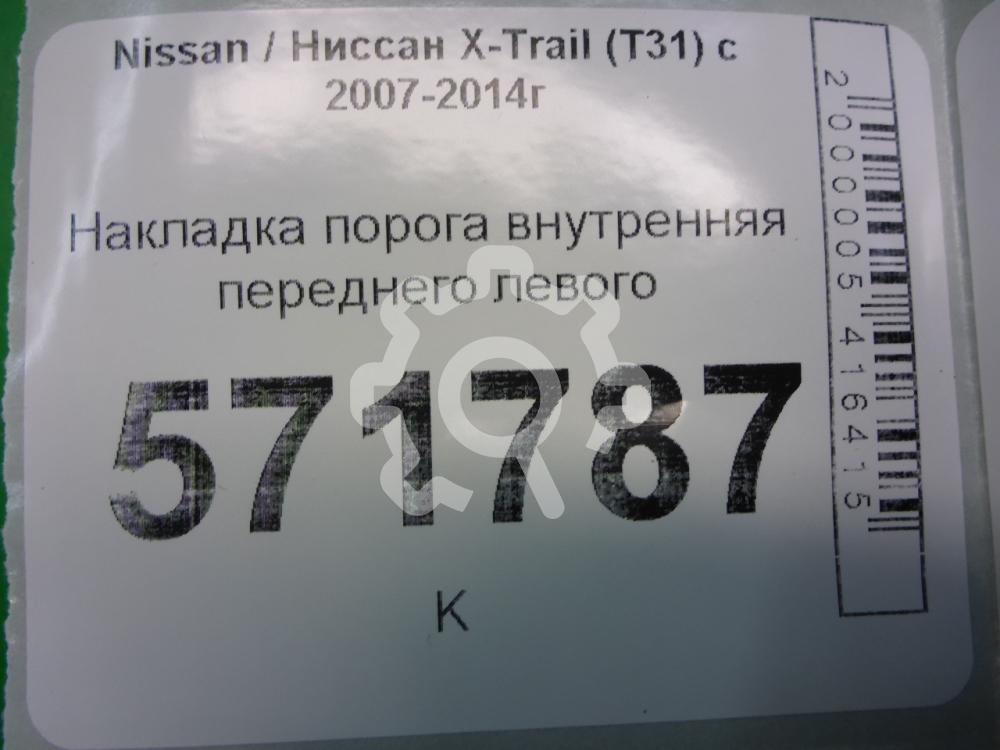 Nissan / Ниссан X-Trail (T31) с
2007-2014г
Накладка порога внутренняя
переднего левого
571787
К
2000005416415